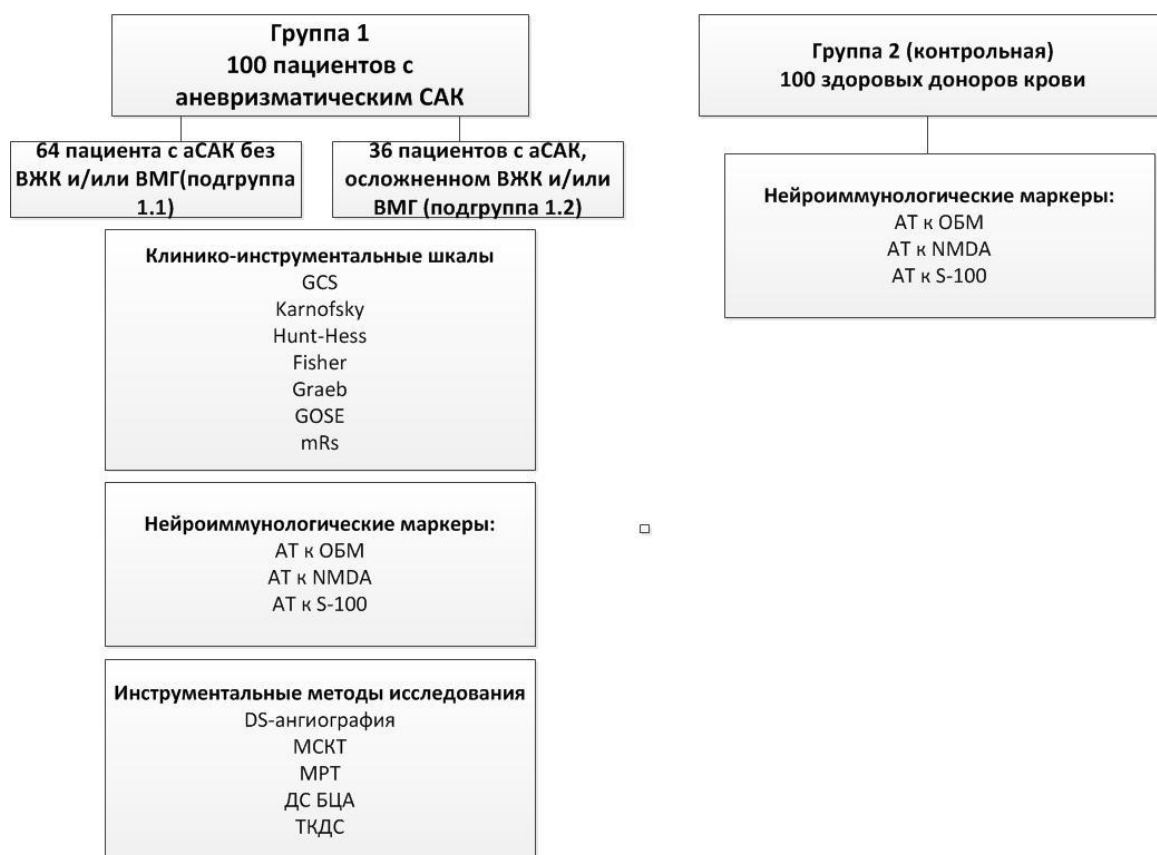 Группа 1
100 пациентов с
аневризматическим САК
64 пациента с аСАК без
ВЖК и/или ВМГ(подгруппа
1.1)
36 пациентов с аСАК,
осложненном ВЖК и/или
ВМГ (подгруппа 1.2)
Клинико-инструментальные шкалы
GCS
Karnofsky
Hunt-Hess
Fisher
Graeb
GOSE
mRs
Нейроиммунологические маркеры:
АТ к ОБМ
АТ к NMDA
АТ к S-100
Инструментальные методы исследования
DS-ангиография
МСКТ
МРТ
ДС БЦА
ТКДС
Группа 2 (контрольная)
100 здоровых доноров крови
Нейроиммунологические маркеры:
АТ к ОБМ
АТ к NMDA
АТ к S-100